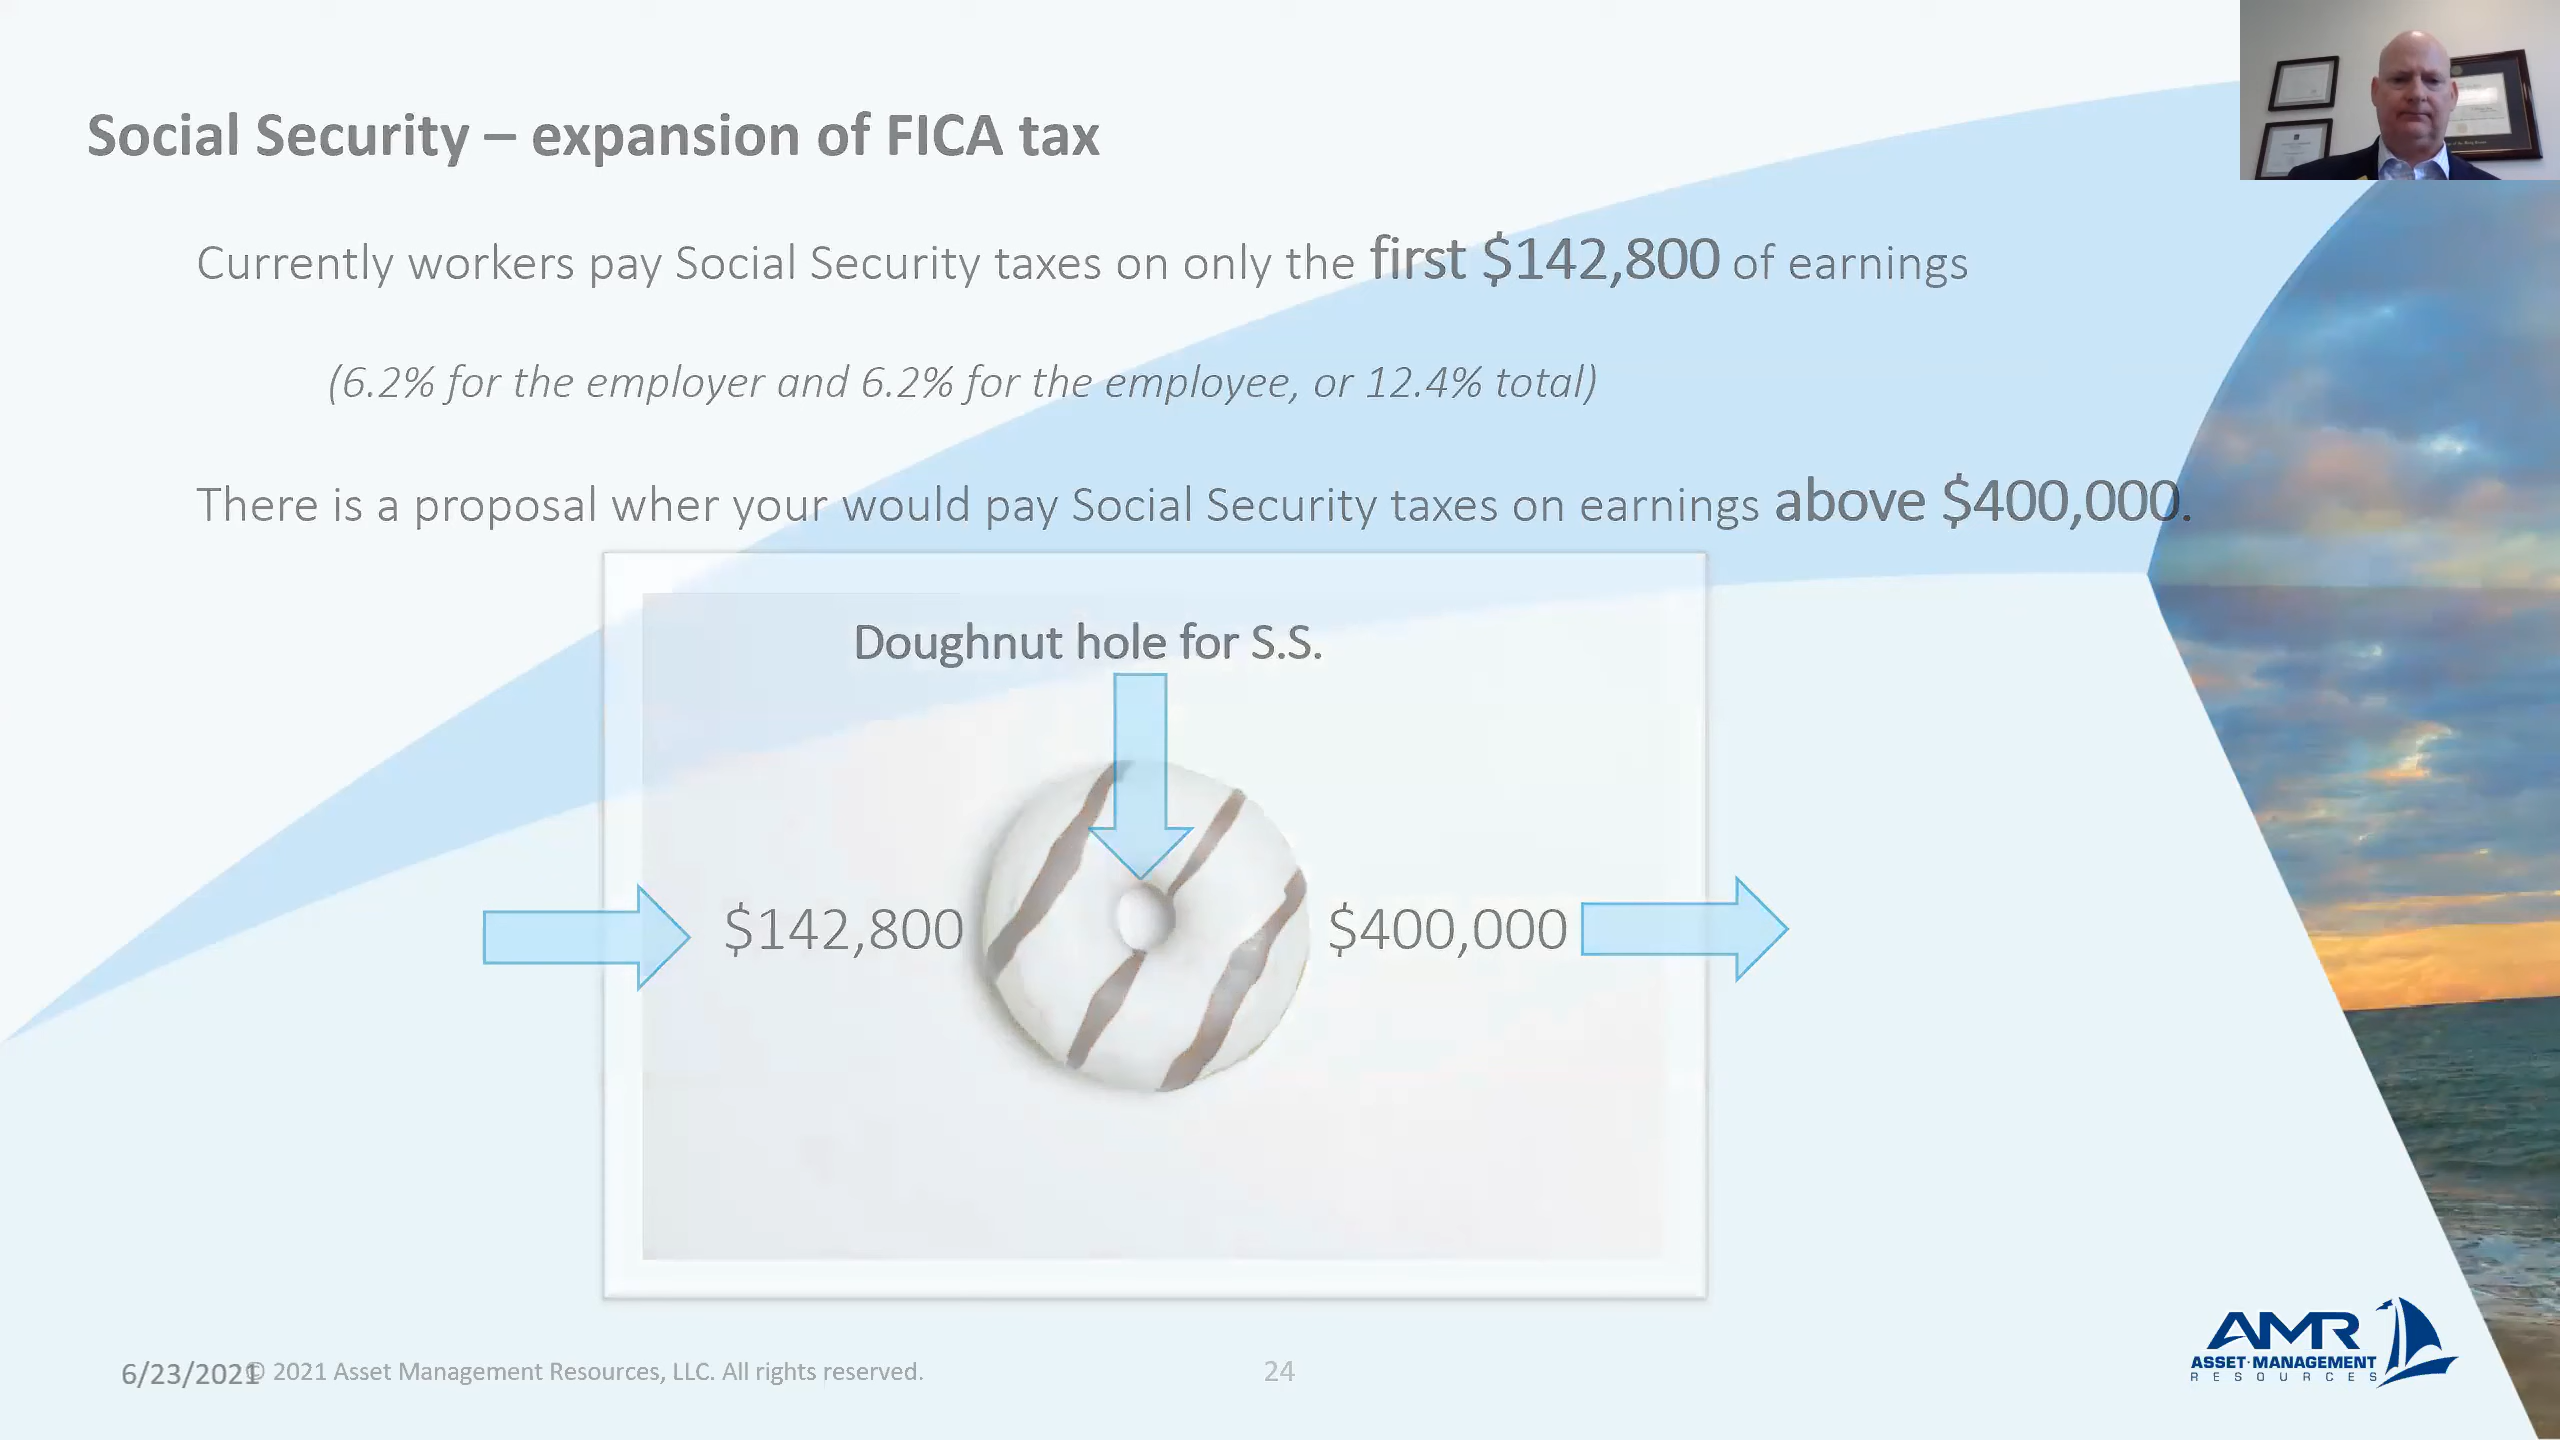 Social Security – expansion of FICA tax
Currently workers pay Social Security taxes on only the first $142,800 of earnings
(6.2% for the employer and 6.2% for the employee, or 12.4% total)
There is a proposal wher your would pay Social Security taxes on earnings above $400,000.
Doughnut hole for S.S.
$142,800
$400,000
6/23/2021
© 2021 Asset Management Resources, LLC. All rights reserved.
24
AMR
ASSET·MANAGEMENT
RESOURCES